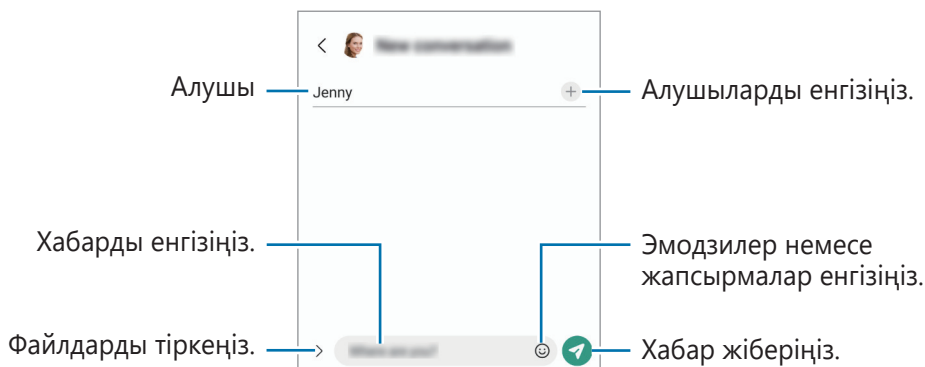 New conversation
Алушы
Jenny
Алушыларды енгізіңіз.
Хабарды енгізіңіз.
Эмодзилер немесе
жапсырмалар енгізіңіз.
Файлдарды тіркеңіз.
Where are you?
Хабар жіберіңіз.